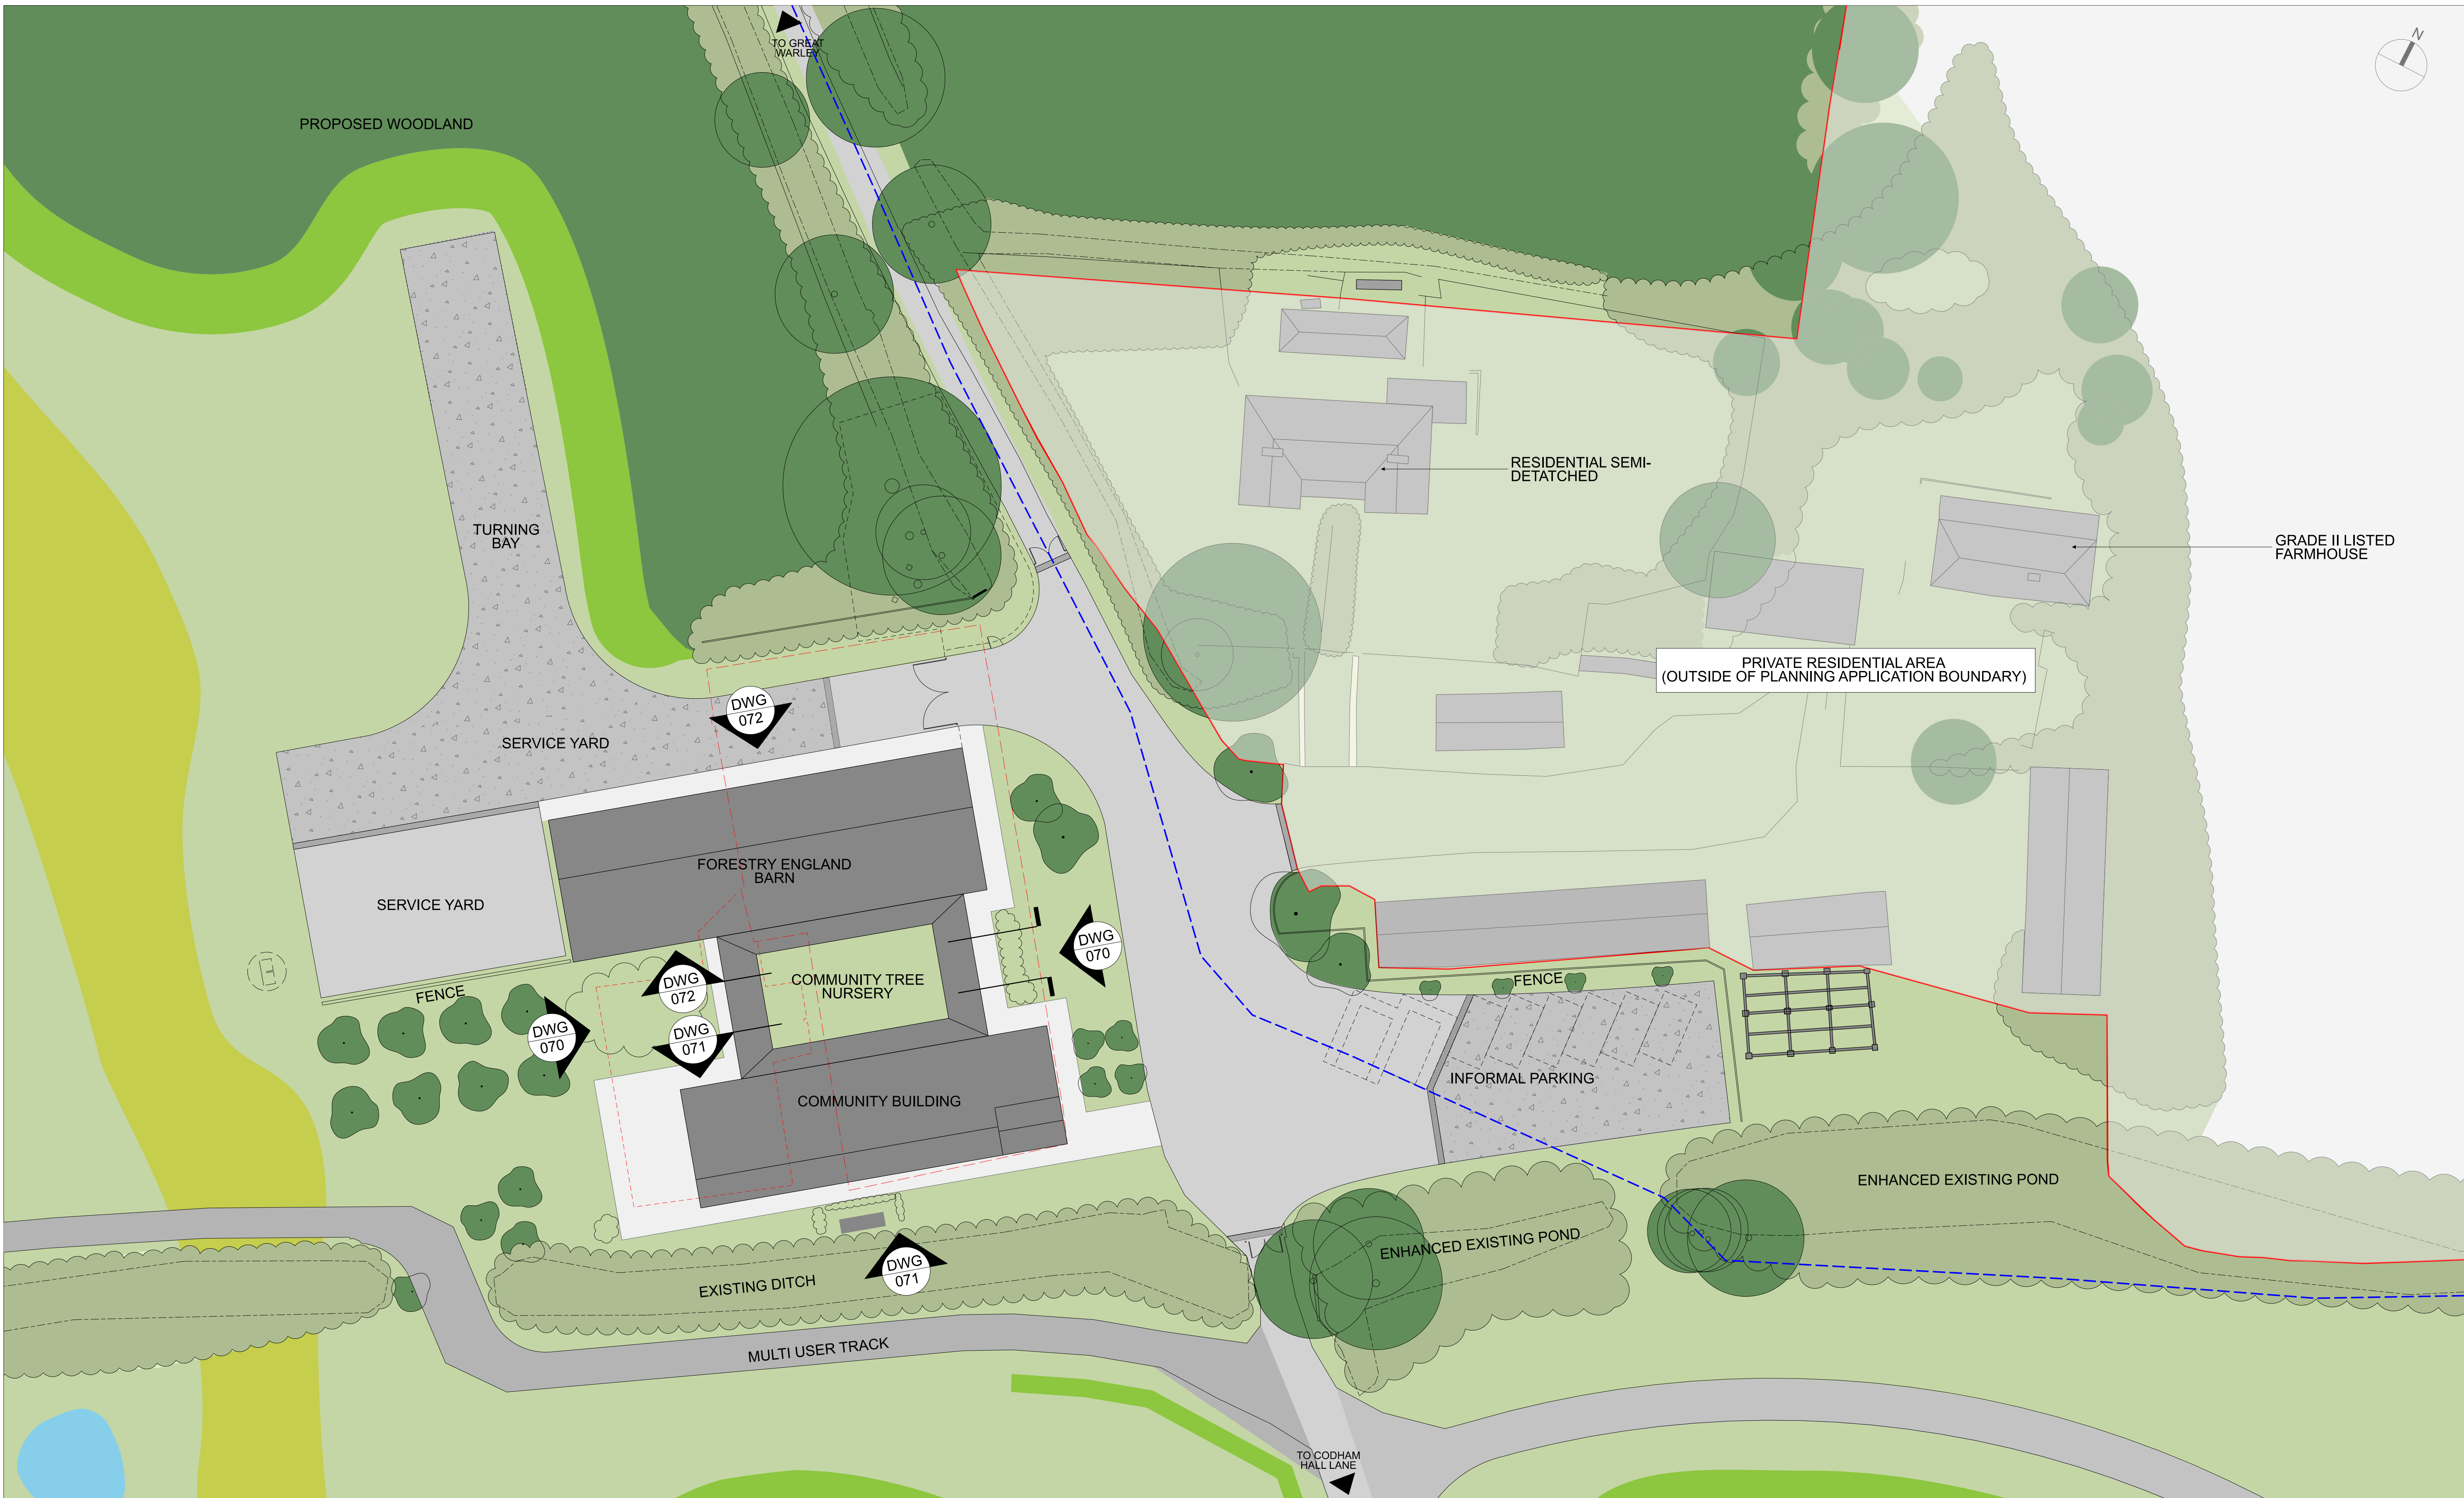 TO GREAT
WARLEY
N
PROPOSED WOODLAND
RESIDENTIAL SEMI-
DETATCHED
TURNING
BAY
GRADE II LISTED
FARMHOUSE
PRIVATE RESIDENTIAL AREA
(OUTSIDE OF PLANNING APPLICATION BOUNDARY)
DWG
072
SERVICE YARD
FORESTRY ENGLAND
BARN
SERVICE YARD
DWG
070
E
FENCE
DWG
072
COMMUNITY TREE
NURSERY
FENCE
DWG
070
DWG
071
INFORMAL PARKING
COMMUNITY BUILDING
ENHANCED EXISTING POND
ENHANCED EXISTING POND
DWG
071
EXISTING DITCH
MULTI USER TRACK
TO CODHAM
HALL LANE